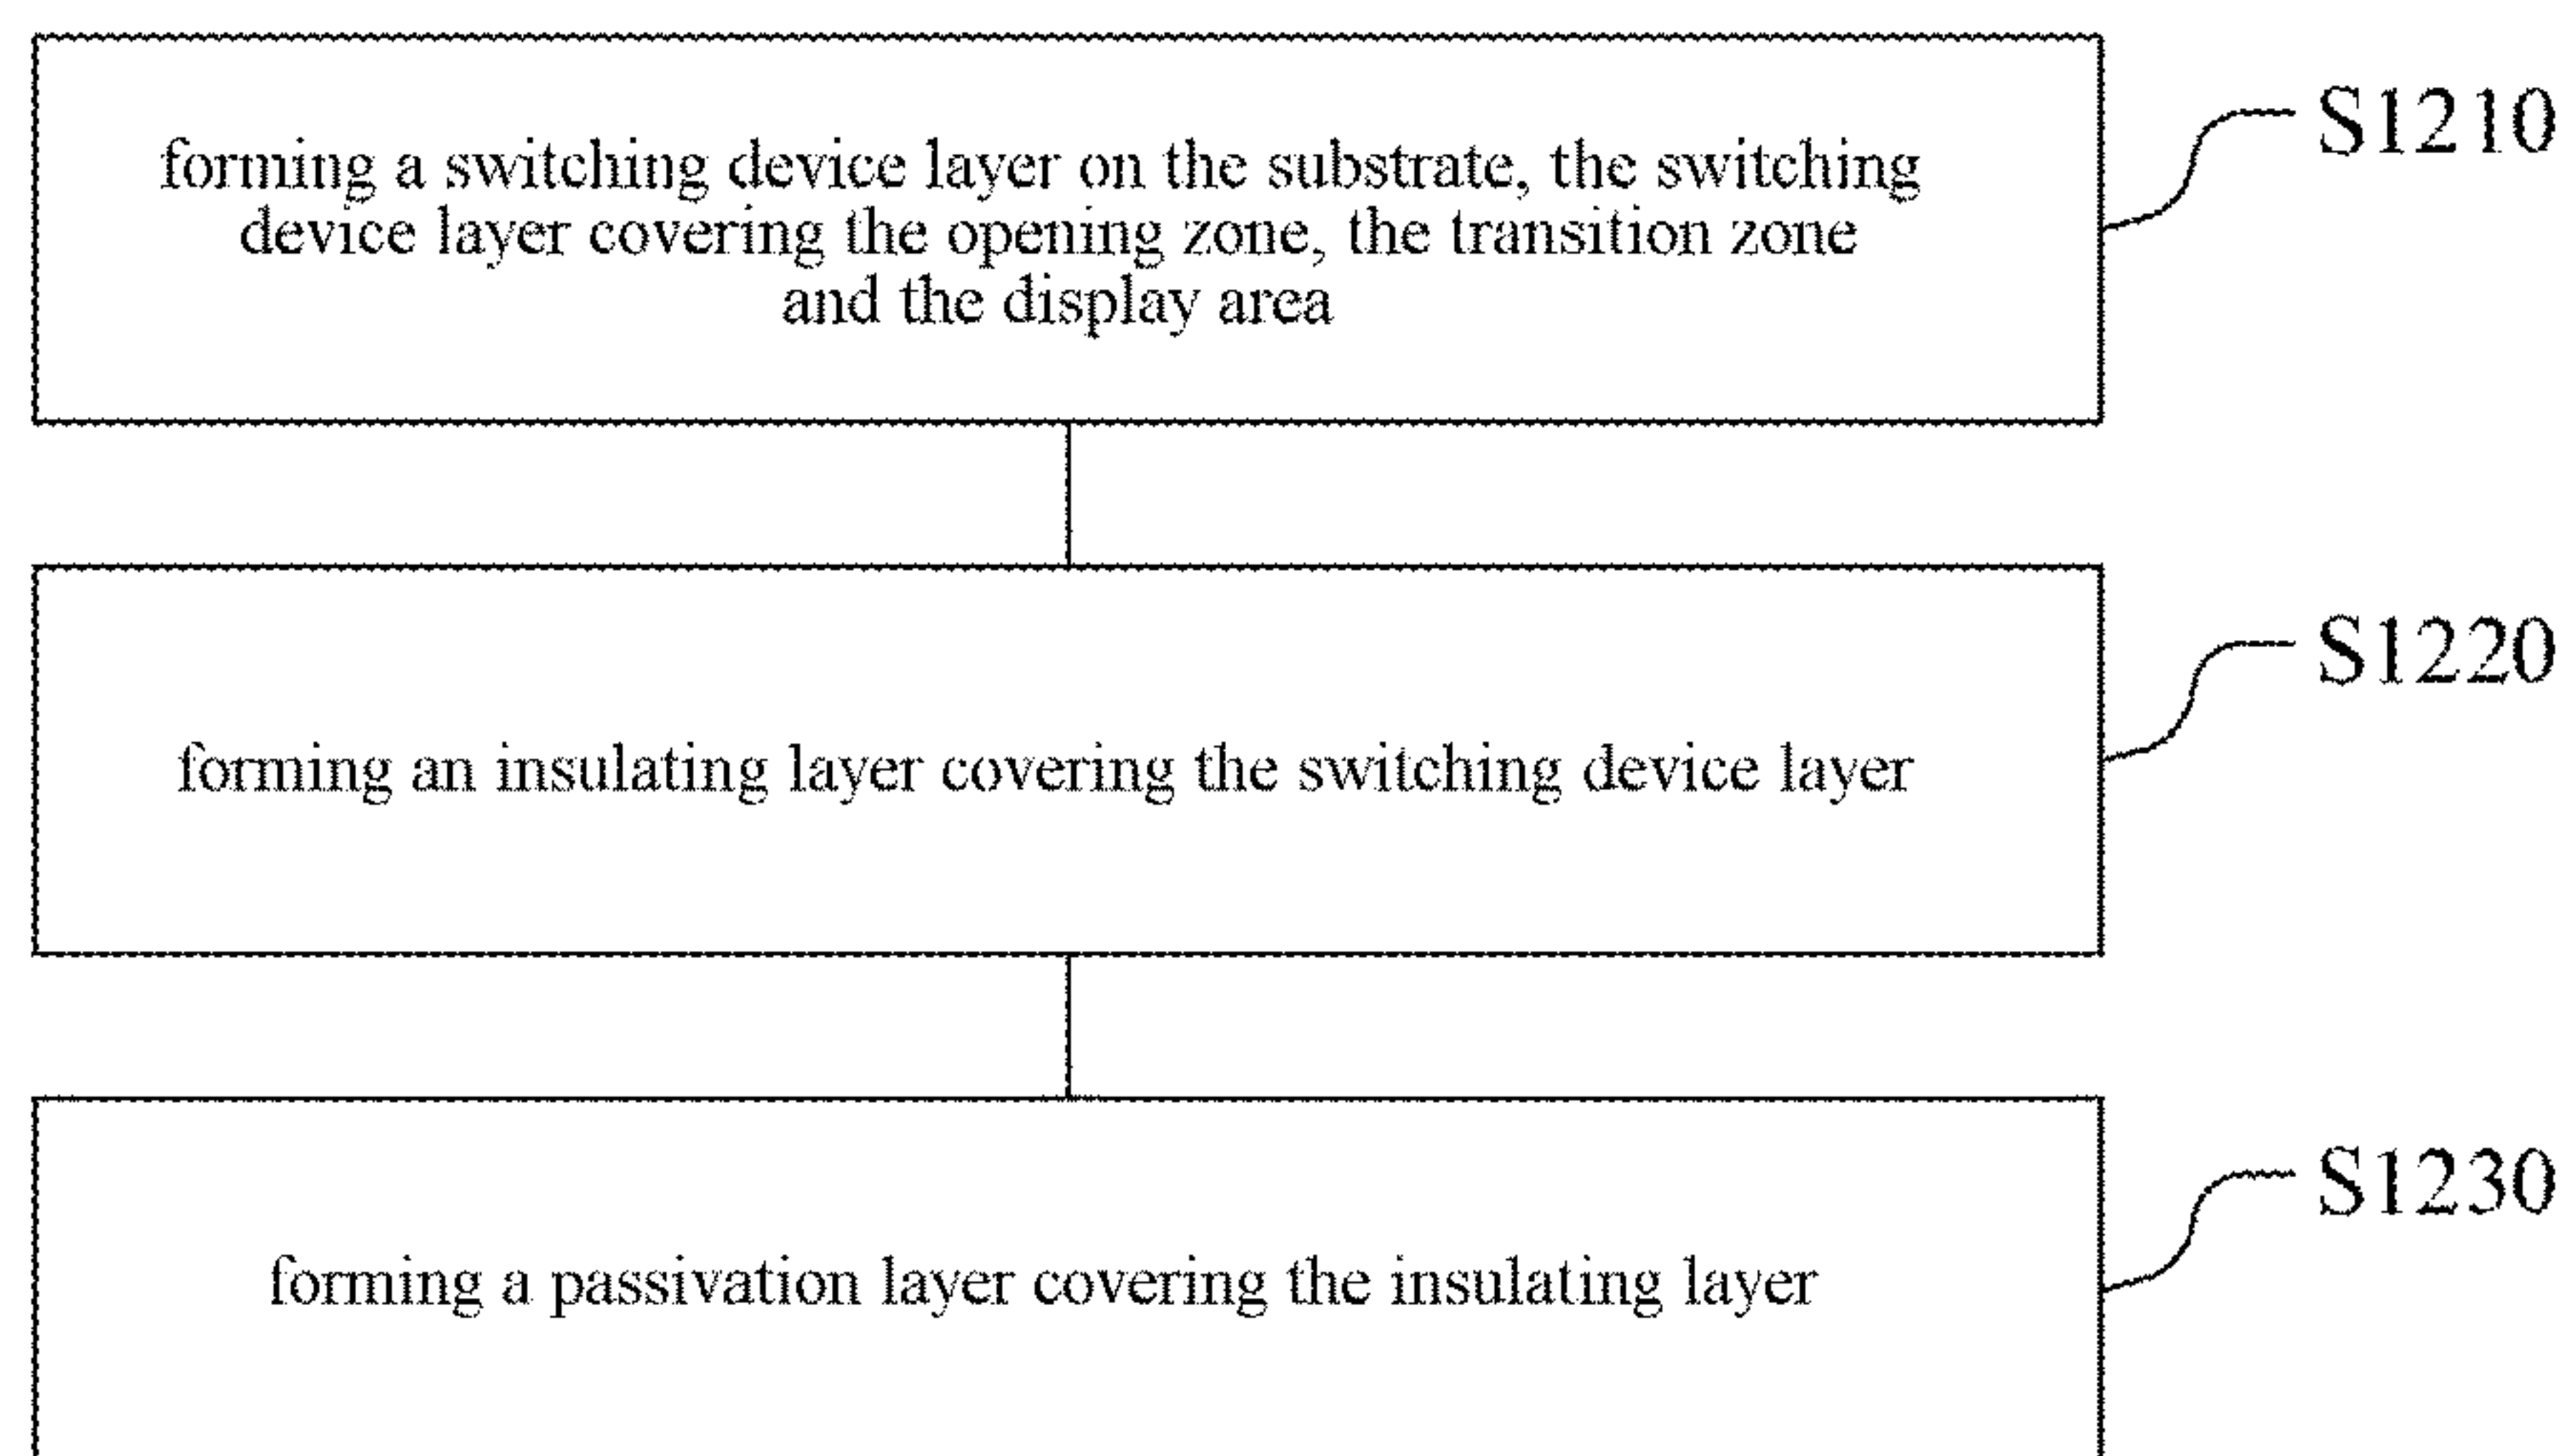 forming a switching device layer on the substrate, the switching
device layer covering the opening zone, the transition zone
and the display area
S1210
forming an insulating layer covering the switching device layer
S1220
forming a passivation layer covering the insulating layer
S1230